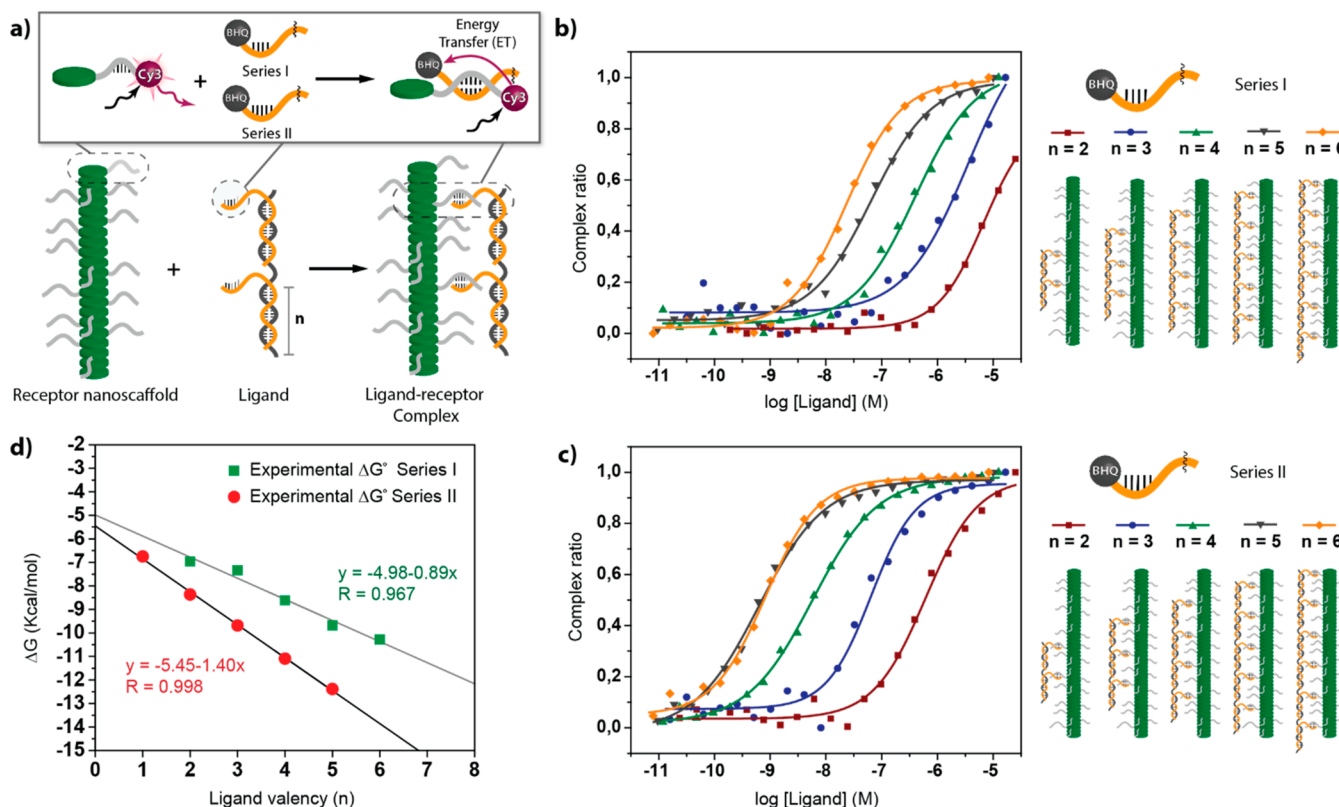 a)
BHQ
Series I
Cy3
+
BHQ
Series II
Energy
Transfer (ET)
BHQ
Cy3
+
n
Receptor nanoscaffold
Ligand
Ligand-receptor
Complex
b)
Complex ratio
1,0
0,8
0,6
0,4
0,2
0,0
-11 -10 -9 -8 -7 -6 -5
log [Ligand] (M)
BHQ
Series I
n = 2 n = 3 n = 4 n = 5 n = 6
d)
ΔG (Kcal/mol)
-2
-3
-4
-5
-6
-7
-8
-9
-10
-11
-12
-13
-14
-15
Experimental ΔG° Series I
Experimental ΔG° Series II
y = -4.98-0.89x
R = 0.967
y = -5.45-1.40x
R = 0.998
0 1 2 3 4 5 6 7 8
Ligand valency (n)
c)
Complex ratio
1,0
0,8
0,6
0,4
0,2
0,0
-11 -10 -9 -8 -7 -6 -5
log [Ligand] (M)
BHQ
Series II
n = 2 n = 3 n = 4 n = 5 n = 6